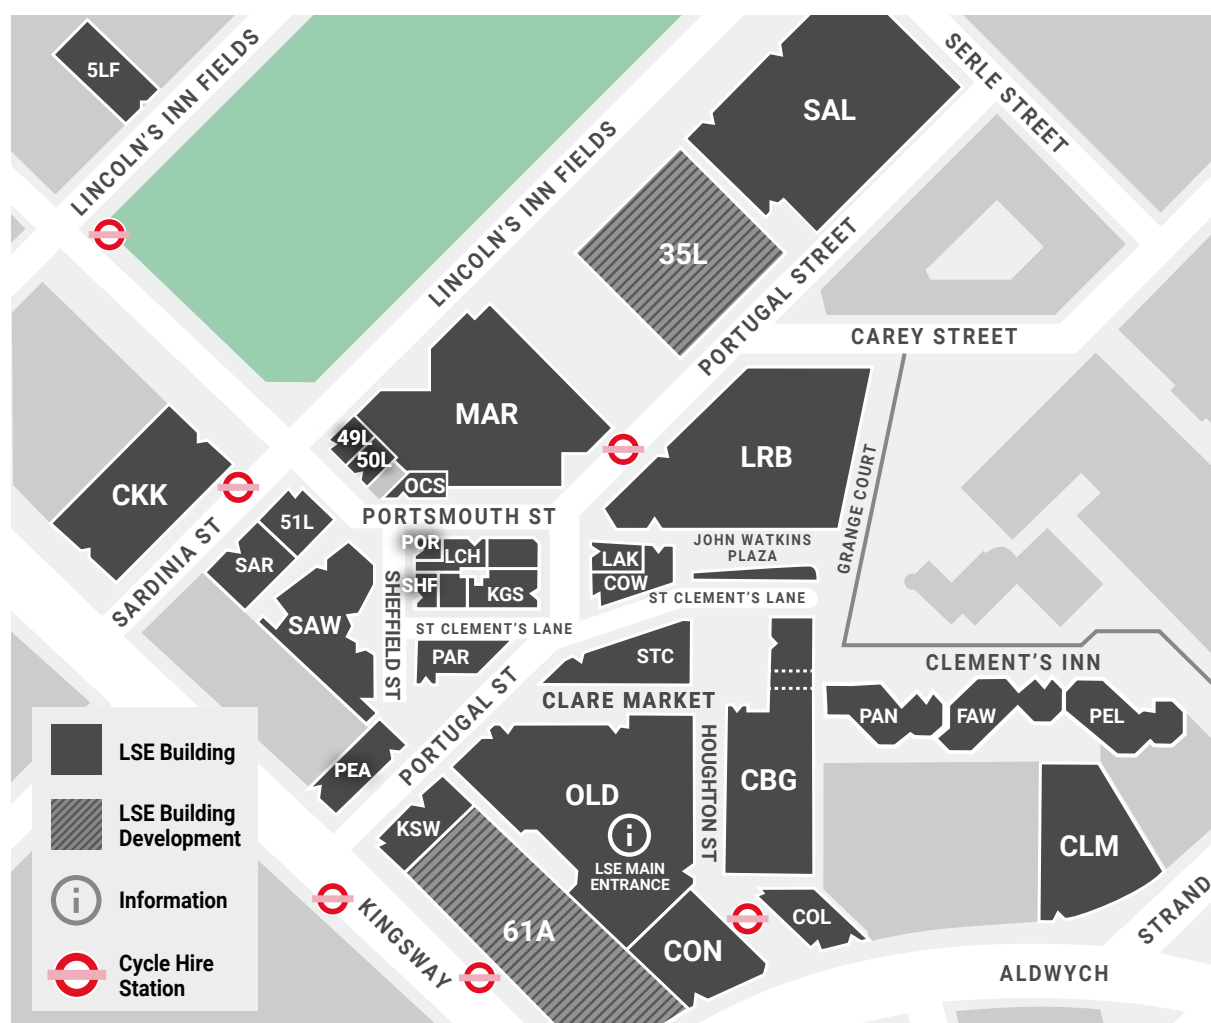 5LF
LINCOLN'S INN FIELDS
SERLE STREET
SAL
LINCOLN'S INN FIELDS
35L
PORTUGAL STREET
CAREY STREET
MAR
49L
50L
OCS
LRB
GRANGE COURT
CKK
51L
SARDINIA ST
SAR
PORTSMOUTH ST
POR
LCH
SHF
KGS
SHEFFIELD ST
LAK
COW
JOHN WATKINS
PLAZA
ST CLEMENT'S LANE
SAW
ST CLEMENT'S LANE
PAR
STC
CLEMENT'S INN
CLARE MARKET
PORTUGAL ST
PAN
FAW
PEL
HOUGHTON ST
PEA
KSW
OLD
CBG
LSE MAIN
ENTRANCE
CLM
61A
CON
COL
KINGSWAY
STRAND
ALDWYCH
LSE Building
LSE Building
Development
Information
Cycle Hire
Station